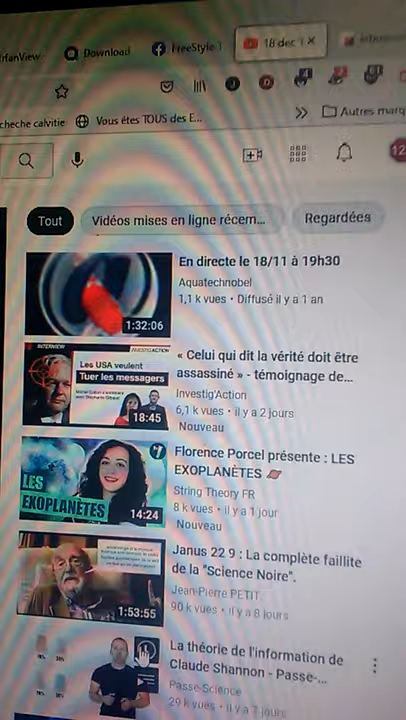 rfanView
Download
FreeStyle 1
18 dec 1 ×
cheche calvitie
Vous êtes TOUS des E...
Autres marq
12
Tout
Vidéos mises en ligne récem...
Regardées
1:32:06
En directe le 18/11 à 19h30
Aquatechnobel
1,1 k vues • Diffusé il y a 1 an
INTERVIEW
INVESTIG'ACTION
Les USA veulent
Tuer les messagers
18:45
« Celui qui dit la vérité doit être
assassiné » - témoignage de...
Investig'Action
6,1 k vues • il y a 2 jours
Nouveau
LES
EXOPLANÈTES
14:24
Florence Porcel présente : LES
EXOPLANÈTES
String Theory FR
8 k vues • il y a 1 jour
Nouveau
1:53:55
Janus 22 9 : La complète faillite
de la "Science Noire".
Jean-Pierre PETIT
90 k vues • il y a 8 jours
La théorie de l'information de
Claude Shannon - Passe-...
Passe-Science
29 k vues • il y a 7 jours